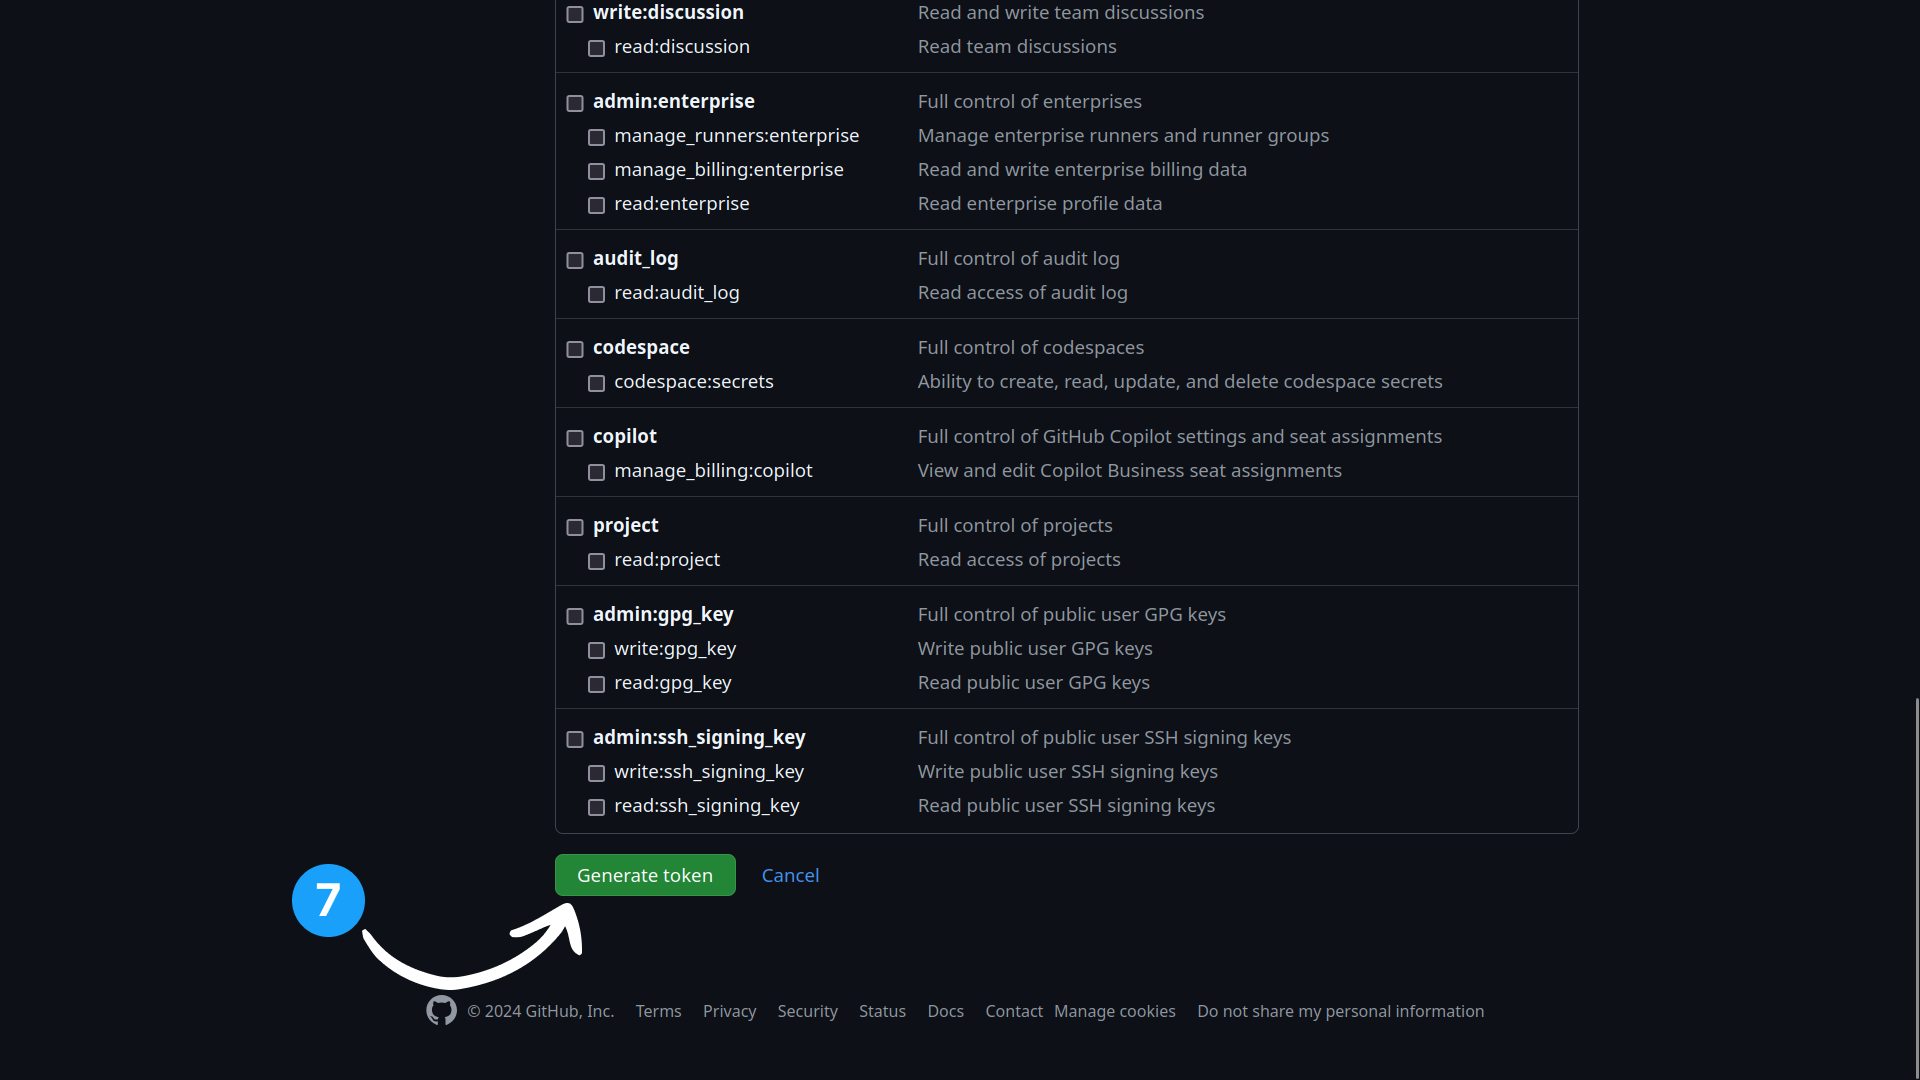 write:discussion Read and write team discussions
read:discussion Read team discussions
admin:enterprise Full control of enterprises
manage_runners:enterprise Manage enterprise runners and runner groups
manage_billing:enterprise Read and write enterprise billing data
read:enterprise Read enterprise profile data
audit_log Full control of audit log
read:audit_log Read access of audit log
codespace Full control of codespaces
codespace:secrets Ability to create, read, update, and delete codespace secrets
copilot Full control of GitHub Copilot settings and seat assignments
manage_billing:copilot View and edit Copilot Business seat assignments
project Full control of projects
read:project Read access of projects
admin:gpg_key Full control of public user GPG keys
write:gpg_key Write public user GPG keys
read:gpg_key Read public user GPG keys
admin:ssh_signing_key Full control of public user SSH signing keys
write:ssh_signing_key Write public user SSH signing keys
read:ssh_signing_key Read public user SSH signing keys
Generate token Cancel
7
© 2024 GitHub, Inc. Terms Privacy Security Status Docs Contact Manage cookies Do not share my personal information